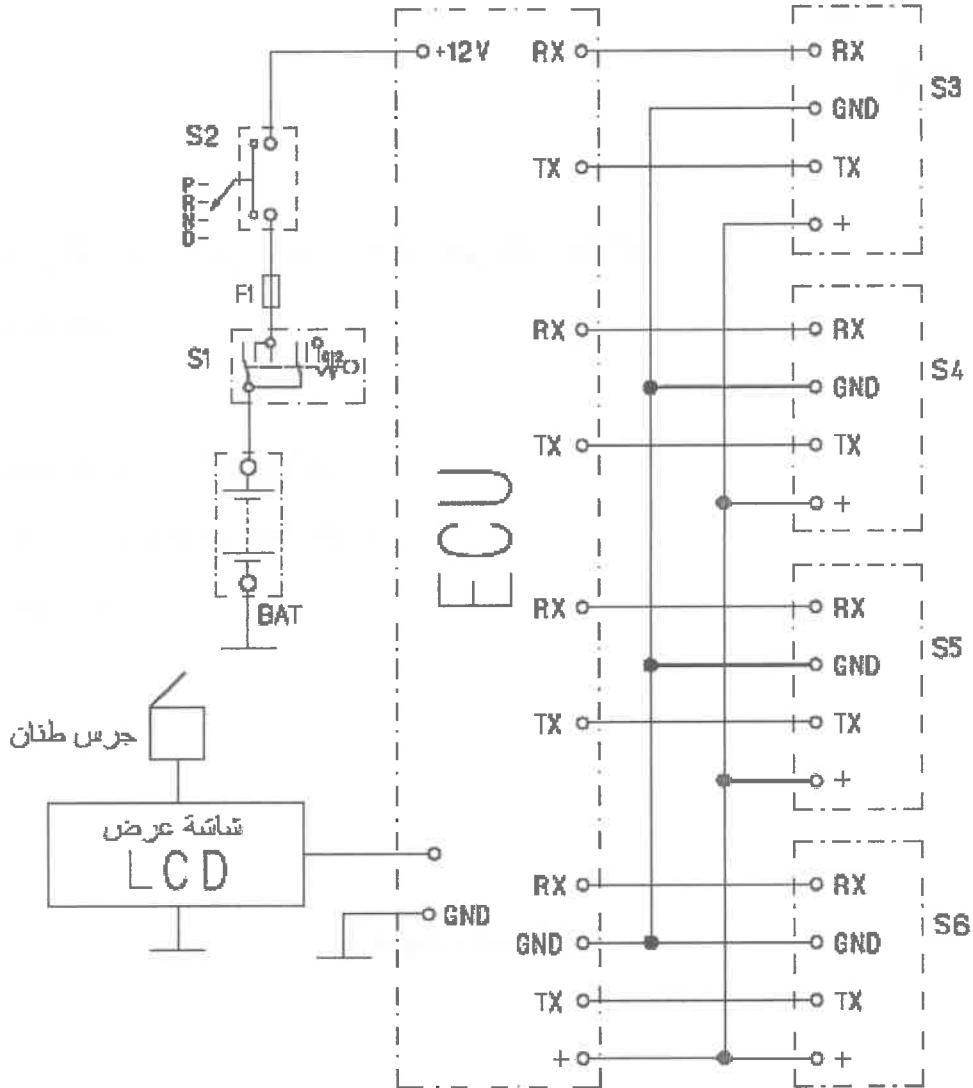 +12V
RX
RX
S3
GND
S2
TX
TX
P-
R-
N-
D-
+
F1
RX
RX
S1
GND
S4
TX
TX
+
ECU
BAT
RX
RX
GND
S5
TX
TX
+
جرس طنان
شاشة عرض
LCD
RX
RX
GND
GND
GND
S6
TX
TX
+
+